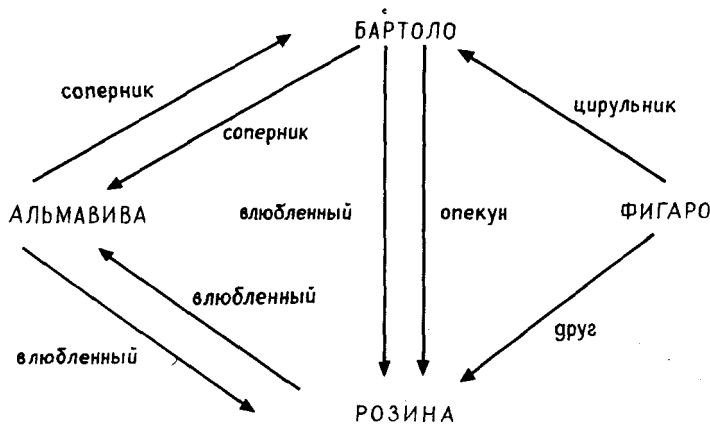 БАРТОЛО
соперник
цирульник
соперник
АЛЬМАВИВА
влюбленный
опекун
ФИГАРО
влюбленный
друг
влюбленный
РОЗИНА